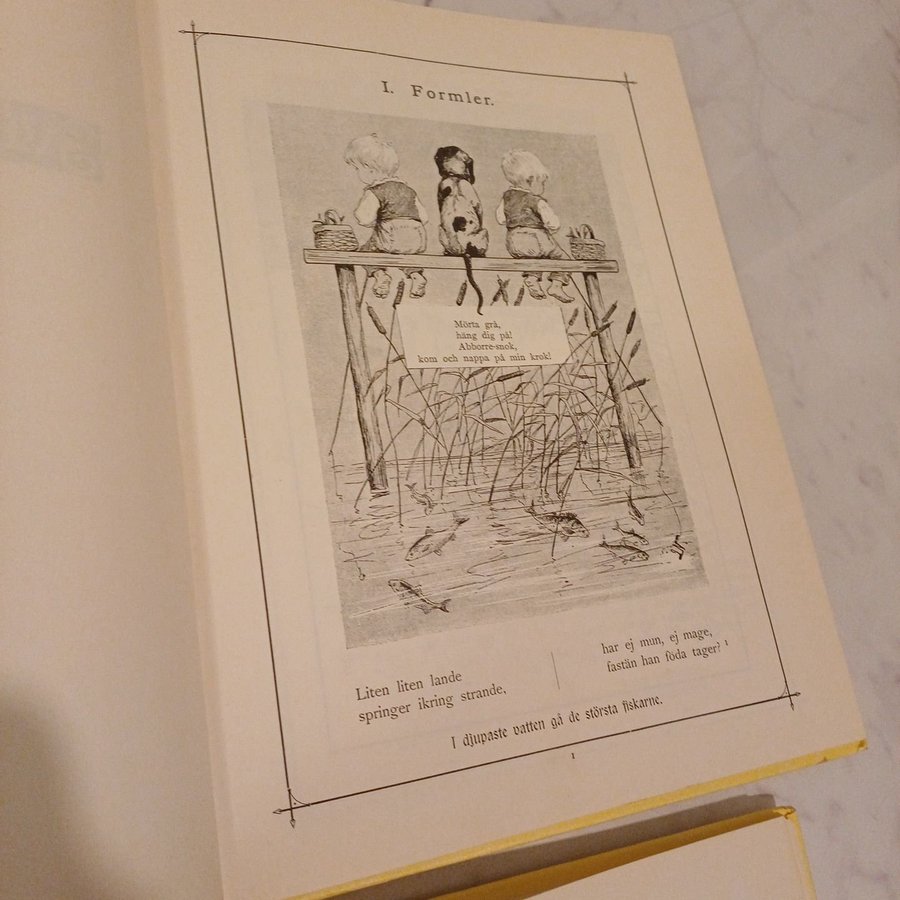 I. Formler.
Mörta grå,
häng dig på!
Abborre-snok,
kom och nappa på min krok!
Liten liten lande
springer ikring strande,
har ej mun, ej mage,
fastän han föda tager? 1
I djupaste vatten gå de största fiskarne.
1